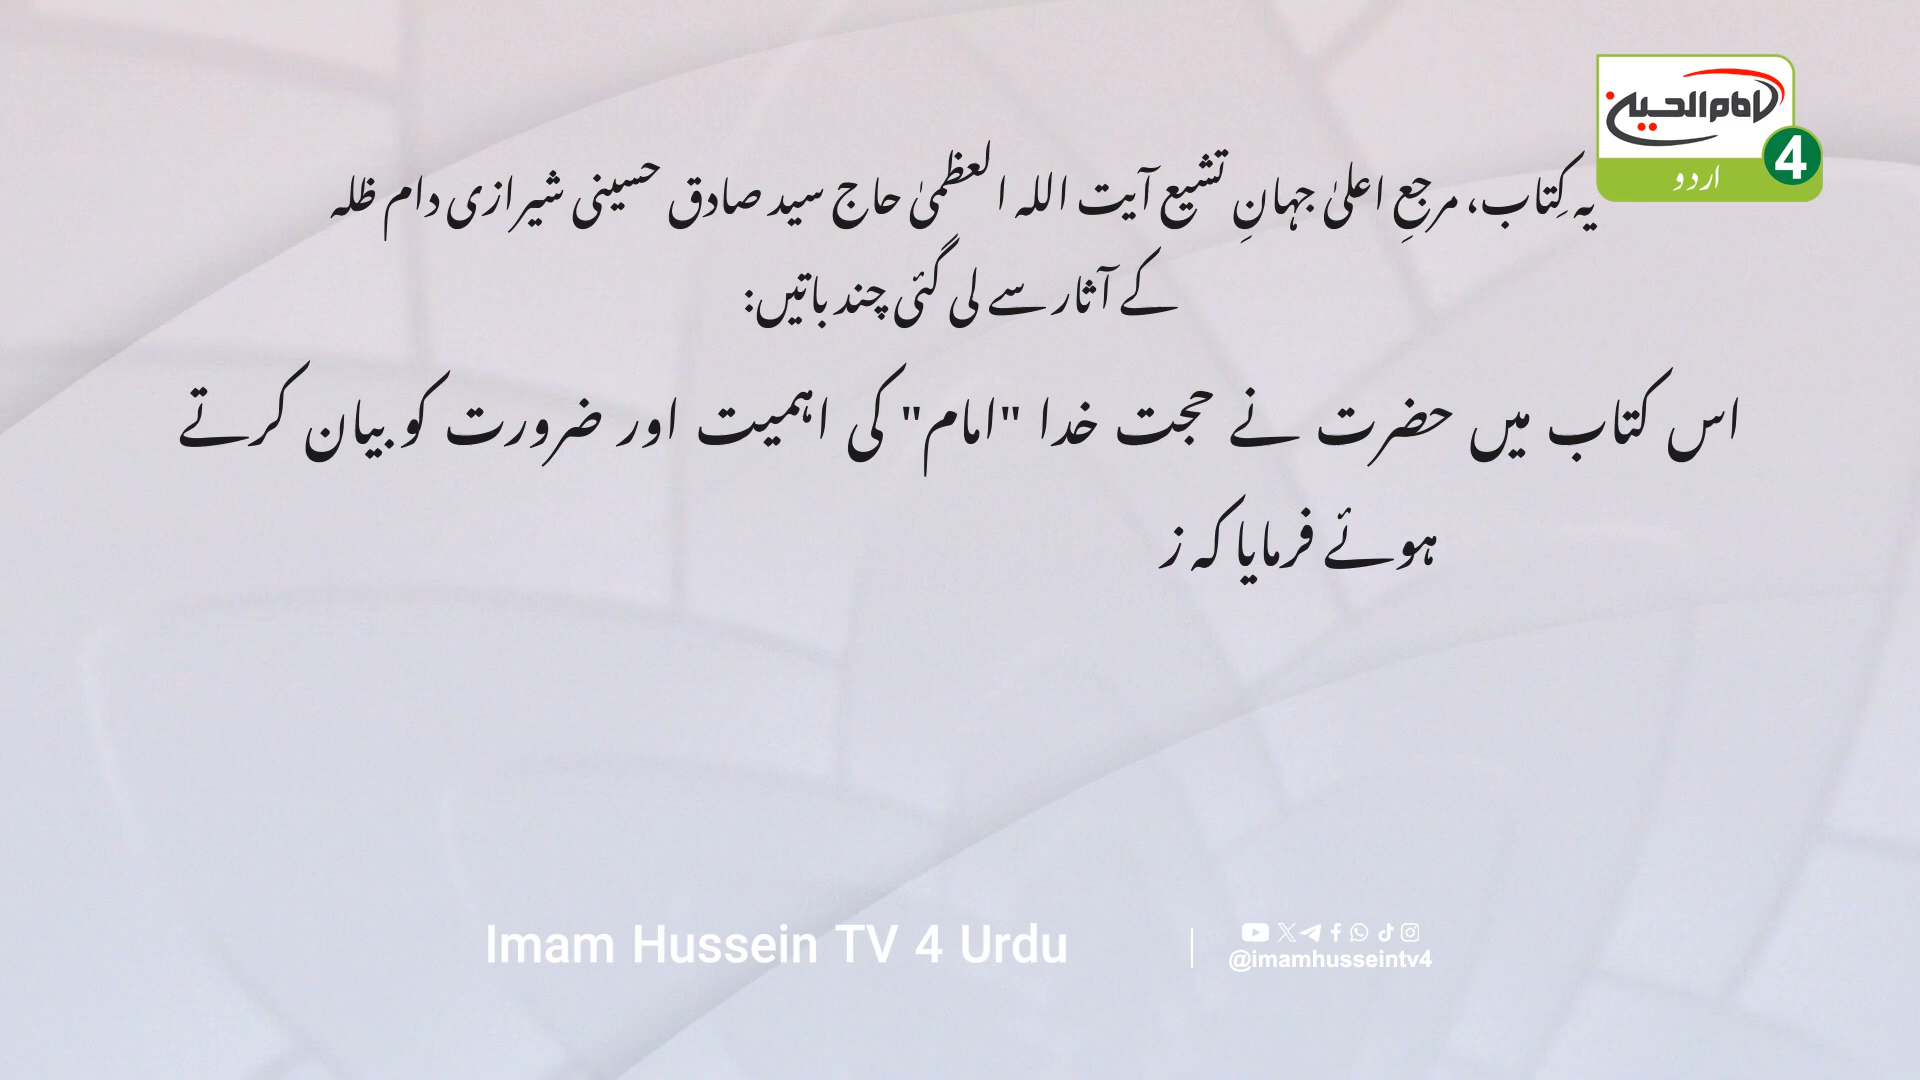 امام الحسین
4
اردو
یہ کِتاب، مرجعِ اعلیٰ جہانِ تشیع آیت اللہ العظمیٰ حاج سید صادق حسینی شیرازی دام ظلہ
کے آثار سے لی گئی چند باتیں:
اس کتاب میں حضرت نے حجت خدا "امام" کی اہمیت اور ضرورت کو بیان کرتے
ہوئے فرمایا کہ ز
Imam Hussein TV 4 Urdu
@imamhusseintv4